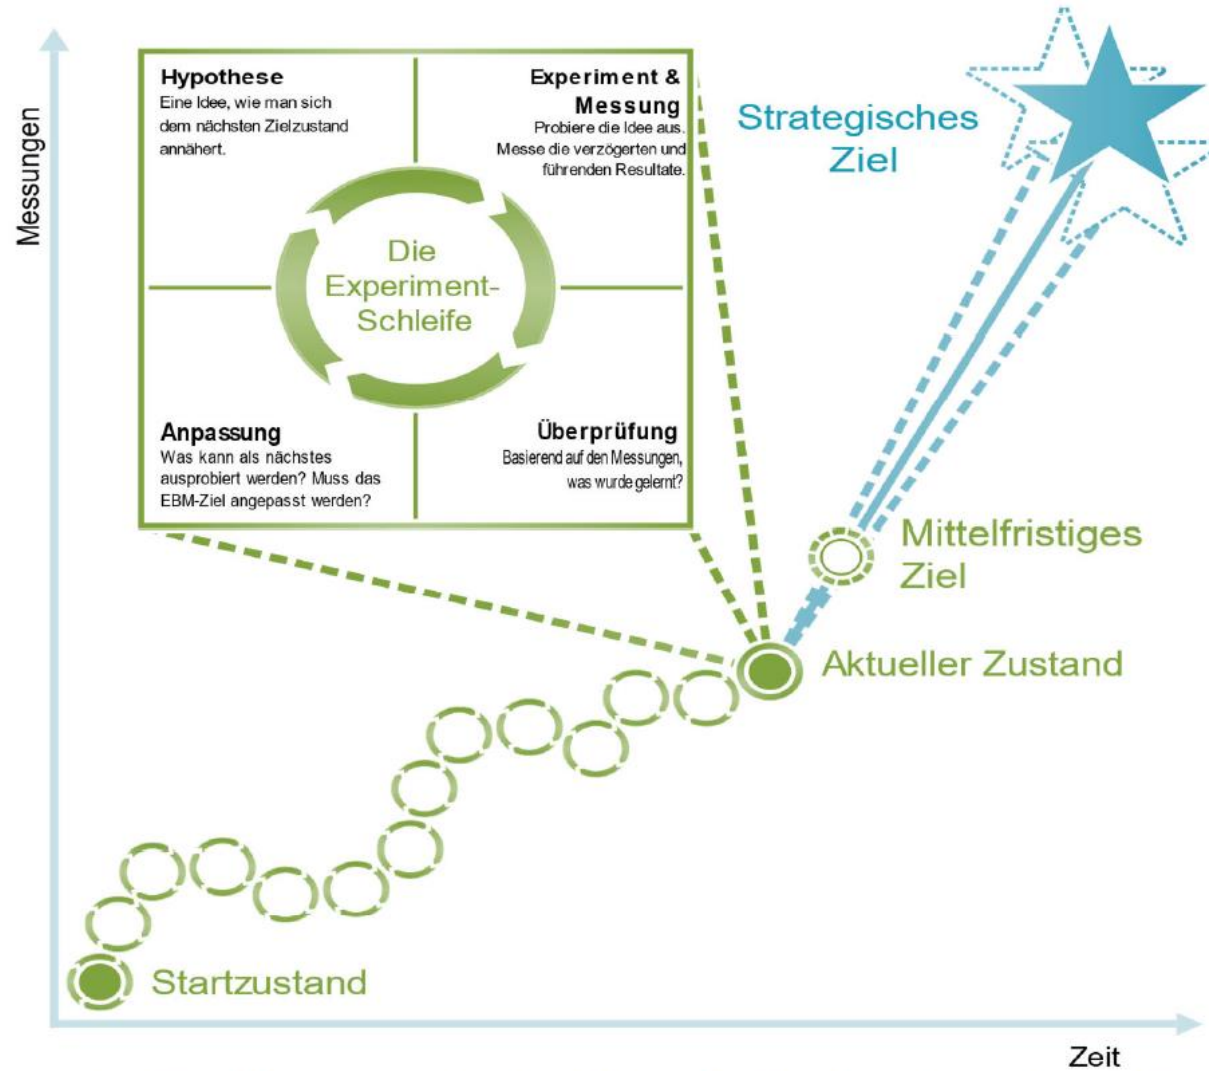 Messungen
Hypothese
Eine Idee, wie man sich
dem nächsten Zielzustand
annähert.
Experiment &
Messung
Probiere die Idee aus.
Messe die verzögerten und
führenden Resultate.
Die
Experiment-
Schleife
Anpassung
Was kann als nächstes
ausprobiert werden? Muss das
EBM-Ziel angepasst werden?
Überprüfung
Basierend auf den Messungen,
was wurde gelernt?
Strategisches
Ziel
Mittelfristiges
Ziel
Aktueller Zustand
Startzustand
Zeit